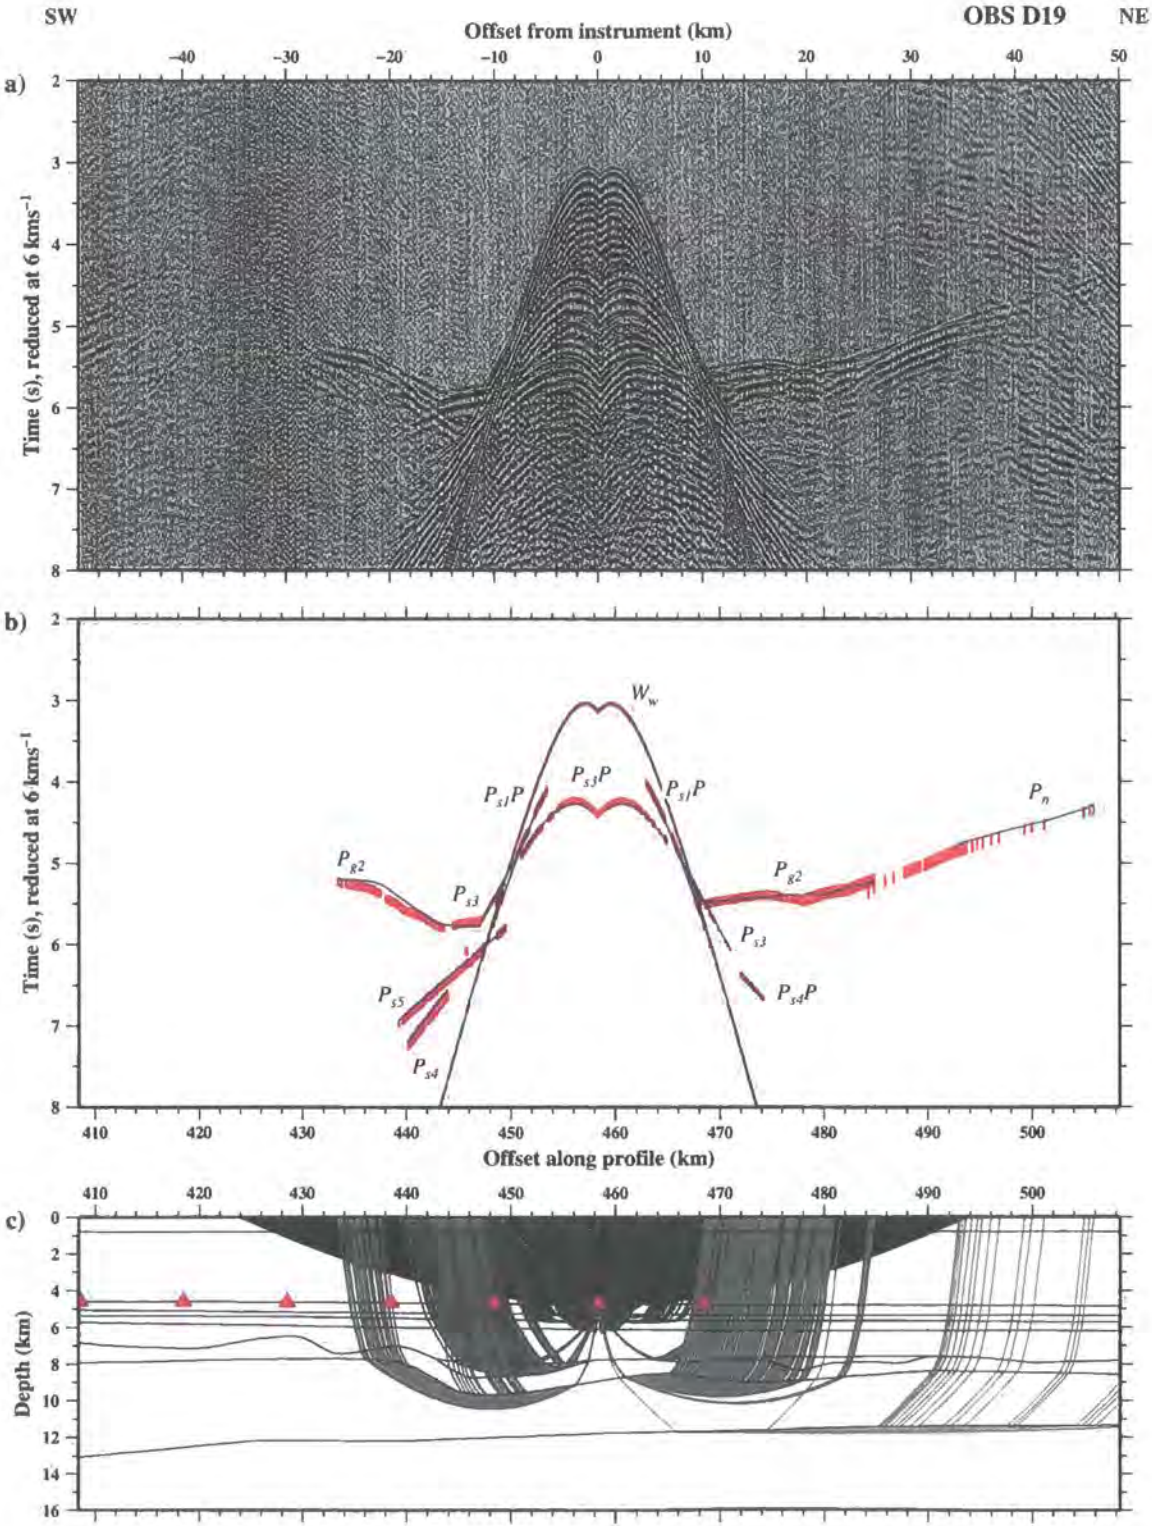 SW OBS D19 NE
Offset from instrument (km)
−40 −30 −20 −10 0 10 20 30 40 50
a)
2
3
4
5
6
7
8
Time (s), reduced at 6 kms⁻¹
b)
2
3
4
5
6
7
8
Time (s), reduced at 6 kms⁻¹
W_w
P_s1P P_s3P P_s1P
P_n
P_g2 P_s3 P_g2
P_s3
P_s5 P_s4P
P_s4
410 420 430 440 450 460 470 480 490 500
Offset along profile (km)
410 420 430 440 450 460 470 480 490 500
c)
0
2
4
6
8
10
12
14
16
Depth (km)